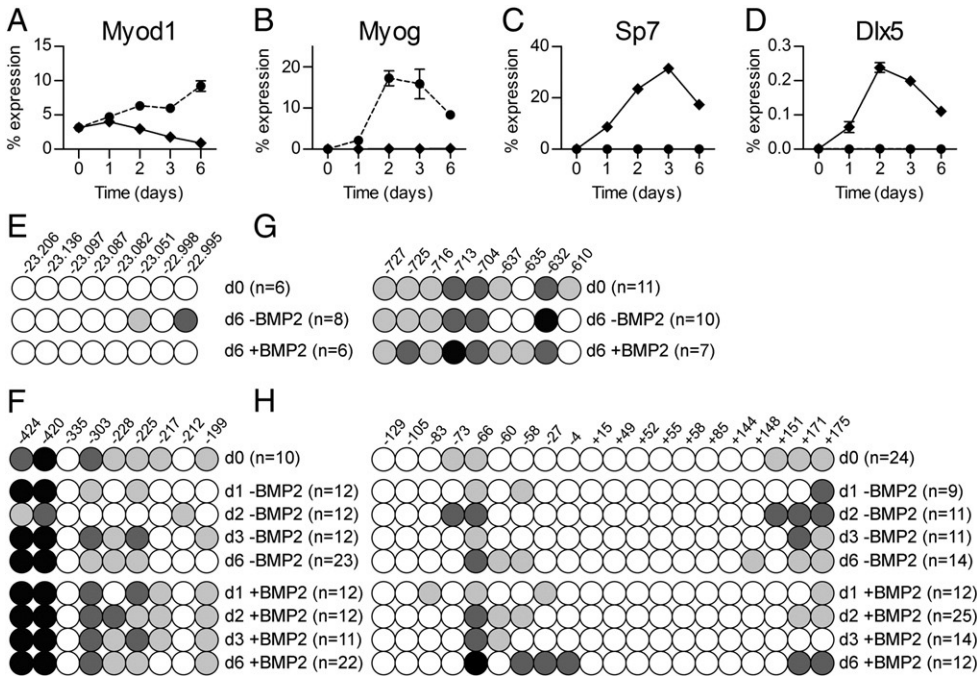 A Myod1
B Myog
C Sp7
D Dlx5
% expression
15
10
5
0
0 1 2 3 6
Time (days)
% expression
20
10
0
0 1 2 3 6
Time (days)
% expression
40
20
0
0 1 2 3 6
Time (days)
% expression
0.3
0.2
0.1
0.0
0 1 2 3 6
Time (days)
E
-23.206 -23.136 -23.097 -23.087 -23.082 -23.051 -22.998 -22.995
d0 (n=6)
d6 -BMP2 (n=8)
d6 +BMP2 (n=6)
G
-727 -725 -716 -713 -704 -637 -635 -632 -610
d0 (n=11)
d6 -BMP2 (n=10)
d6 +BMP2 (n=7)
F
-424 -420 -335 -303 -228 -225 -217 -212 -199
d0 (n=10)
d1 -BMP2 (n=12)
d2 -BMP2 (n=12)
d3 -BMP2 (n=12)
d6 -BMP2 (n=23)
d1 +BMP2 (n=12)
d2 +BMP2 (n=12)
d3 +BMP2 (n=11)
d6 +BMP2 (n=22)
H
-129 -105 -83 -73 -66 -60 -58 -27 -4 +15 +49 +52 +55 +58 +85 +144 +148 +151 +171 +175
d0 (n=24)
d1 -BMP2 (n=9)
d2 -BMP2 (n=11)
d3 -BMP2 (n=11)
d6 -BMP2 (n=14)
d1 +BMP2 (n=12)
d2 +BMP2 (n=25)
d3 +BMP2 (n=14)
d6 +BMP2 (n=12)